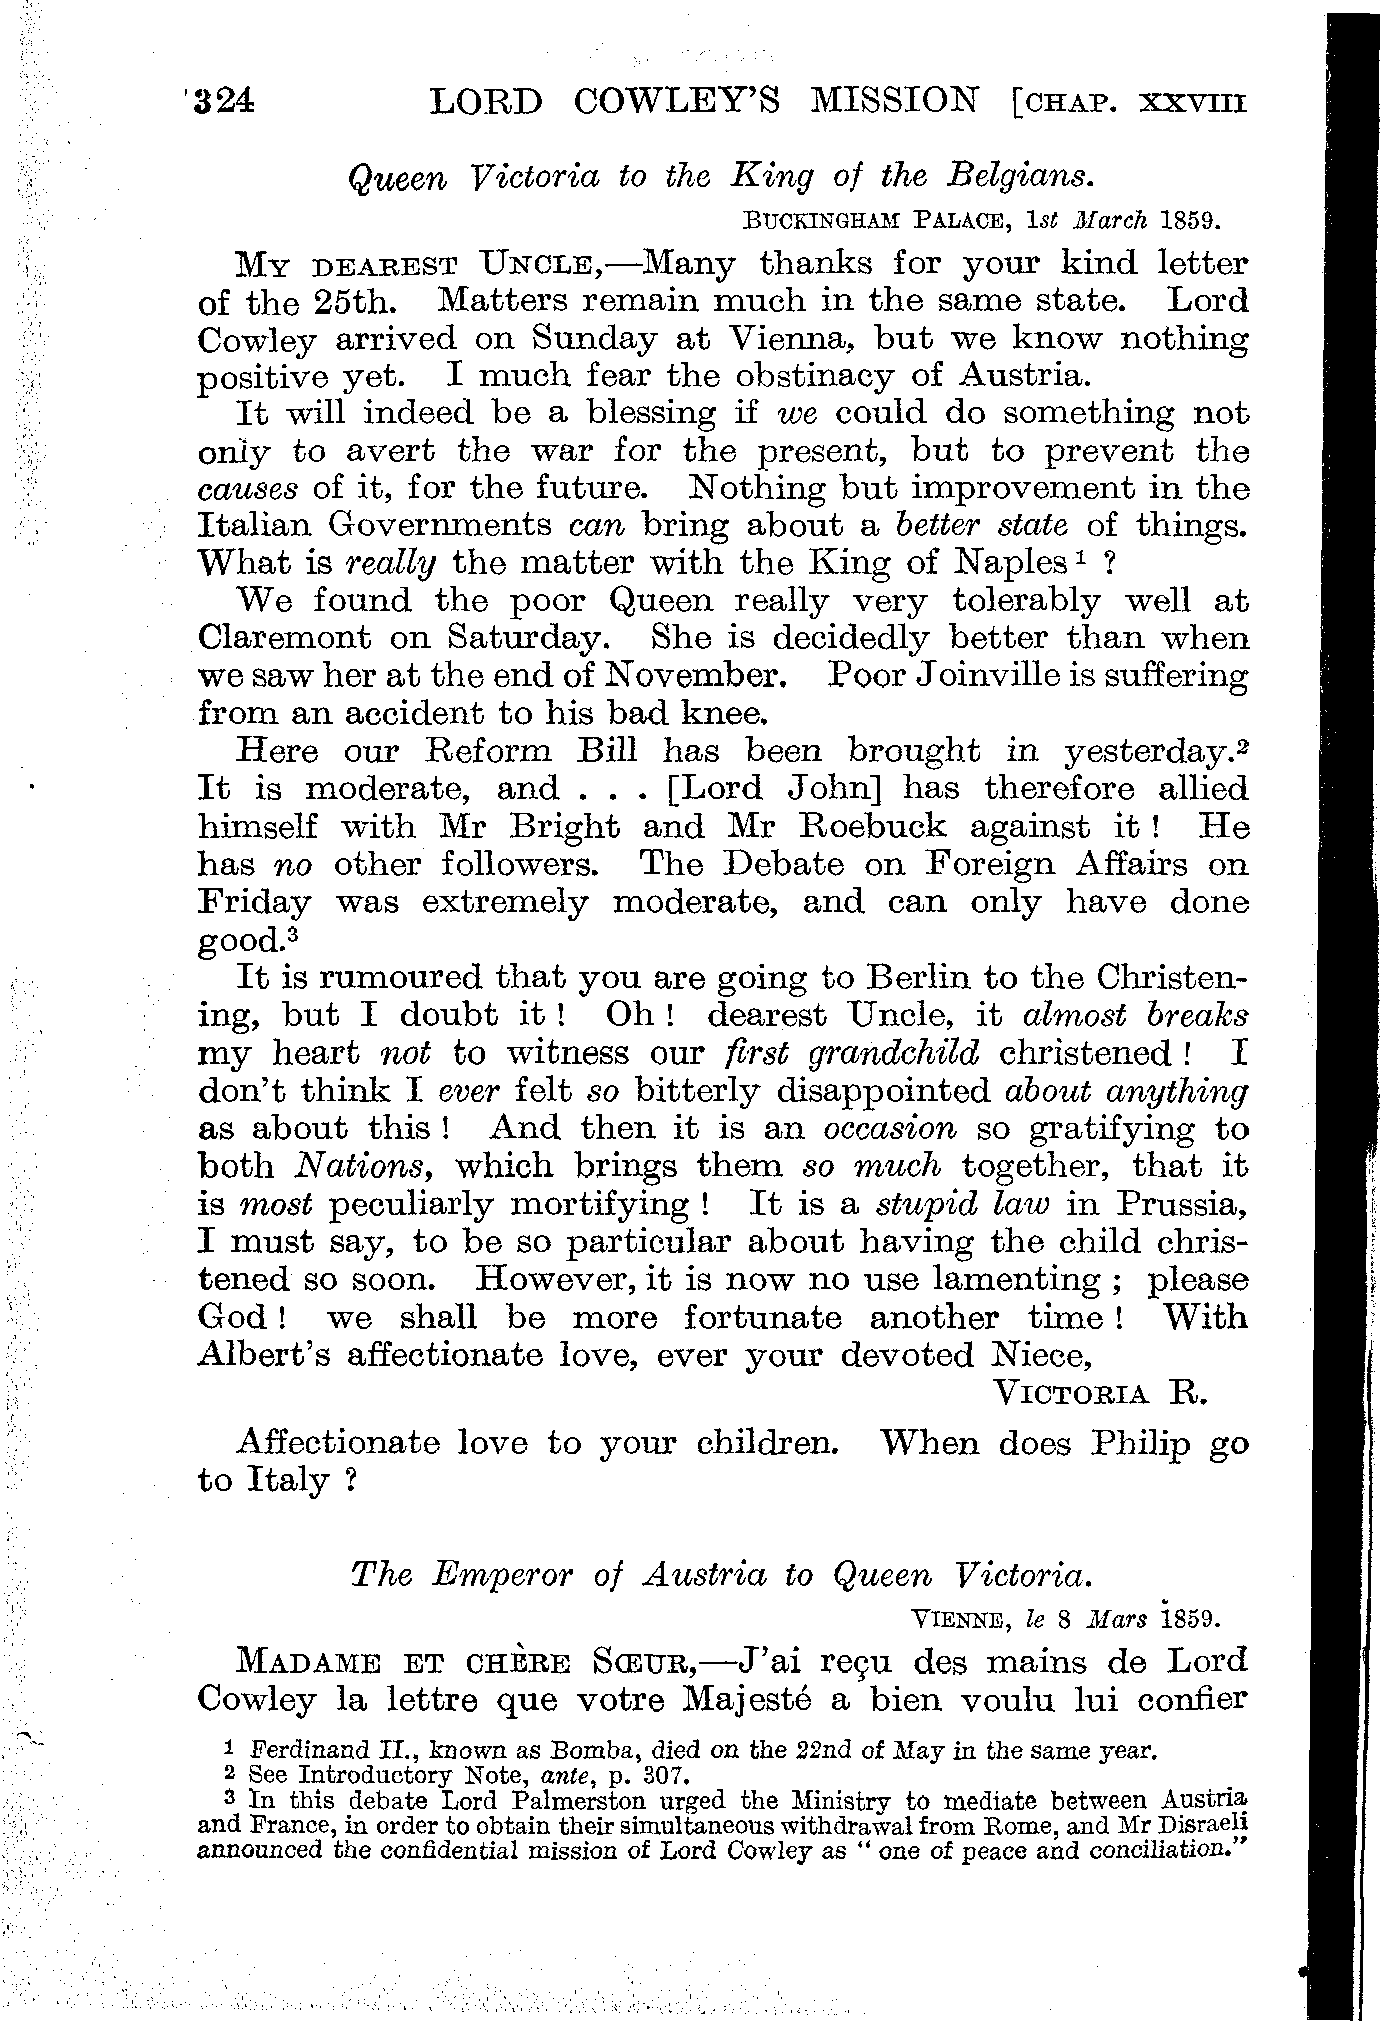 324 LORD COWLEY'S MISSION [CHAP. XXVIII
Queen Victoria to the King of the Belgians.
BUCKINGHAM PALACE, 1st March 1859.
MY DEAREST UNCLE,—Many thanks for your kind letter
of the 25th. Matters remain much in the same state. Lord
Cowley arrived on Sunday at Vienna, but we know nothing
positive yet. I much fear the obstinacy of Austria.
It will indeed be a blessing if we could do something not
only to avert the war for the present, but to prevent the
causes of it, for the future. Nothing but improvement in the
Italian Governments can bring about a better state of things.
What is really the matter with the King of Naples¹ ?
We found the poor Queen really very tolerably well at
Claremont on Saturday. She is decidedly better than when
we saw her at the end of November. Poor Joinville is suffering
from an accident to his bad knee.
Here our Reform Bill has been brought in yesterday.²
It is moderate, and . . . [Lord John] has therefore allied
himself with Mr Bright and Mr Roebuck against it ! He
has no other followers. The Debate on Foreign Affairs on
Friday was extremely moderate, and can only have done
good.³
It is rumoured that you are going to Berlin to the Christen-
ing, but I doubt it ! Oh ! dearest Uncle, it almost breaks
my heart not to witness our first grandchild christened ! I
don't think I ever felt so bitterly disappointed about anything
as about this ! And then it is an occasion so gratifying to
both Nations, which brings them so much together, that it
is most peculiarly mortifying ! It is a stupid law in Prussia,
I must say, to be so particular about having the child chris-
tened so soon. However, it is now no use lamenting ; please
God ! we shall be more fortunate another time ! With
Albert's affectionate love, ever your devoted Niece,
VICTORIA R.
Affectionate love to your children. When does Philip go
to Italy ?
The Emperor of Austria to Queen Victoria.
VIENNE, le 8 Mars 1859.
MADAME ET CHÈRE SŒUR,—J'ai reçu des mains de Lord
Cowley la lettre que votre Majesté a bien voulu lui confier
1 Ferdinand II., known as Bomba, died on the 22nd of May in the same year.
2 See Introductory Note, ante, p. 307.
3 In this debate Lord Palmerston urged the Ministry to mediate between Austria
and France, in order to obtain their simultaneous withdrawal from Rome, and Mr Disraeli
announced the confidential mission of Lord Cowley as " one of peace and conciliation."